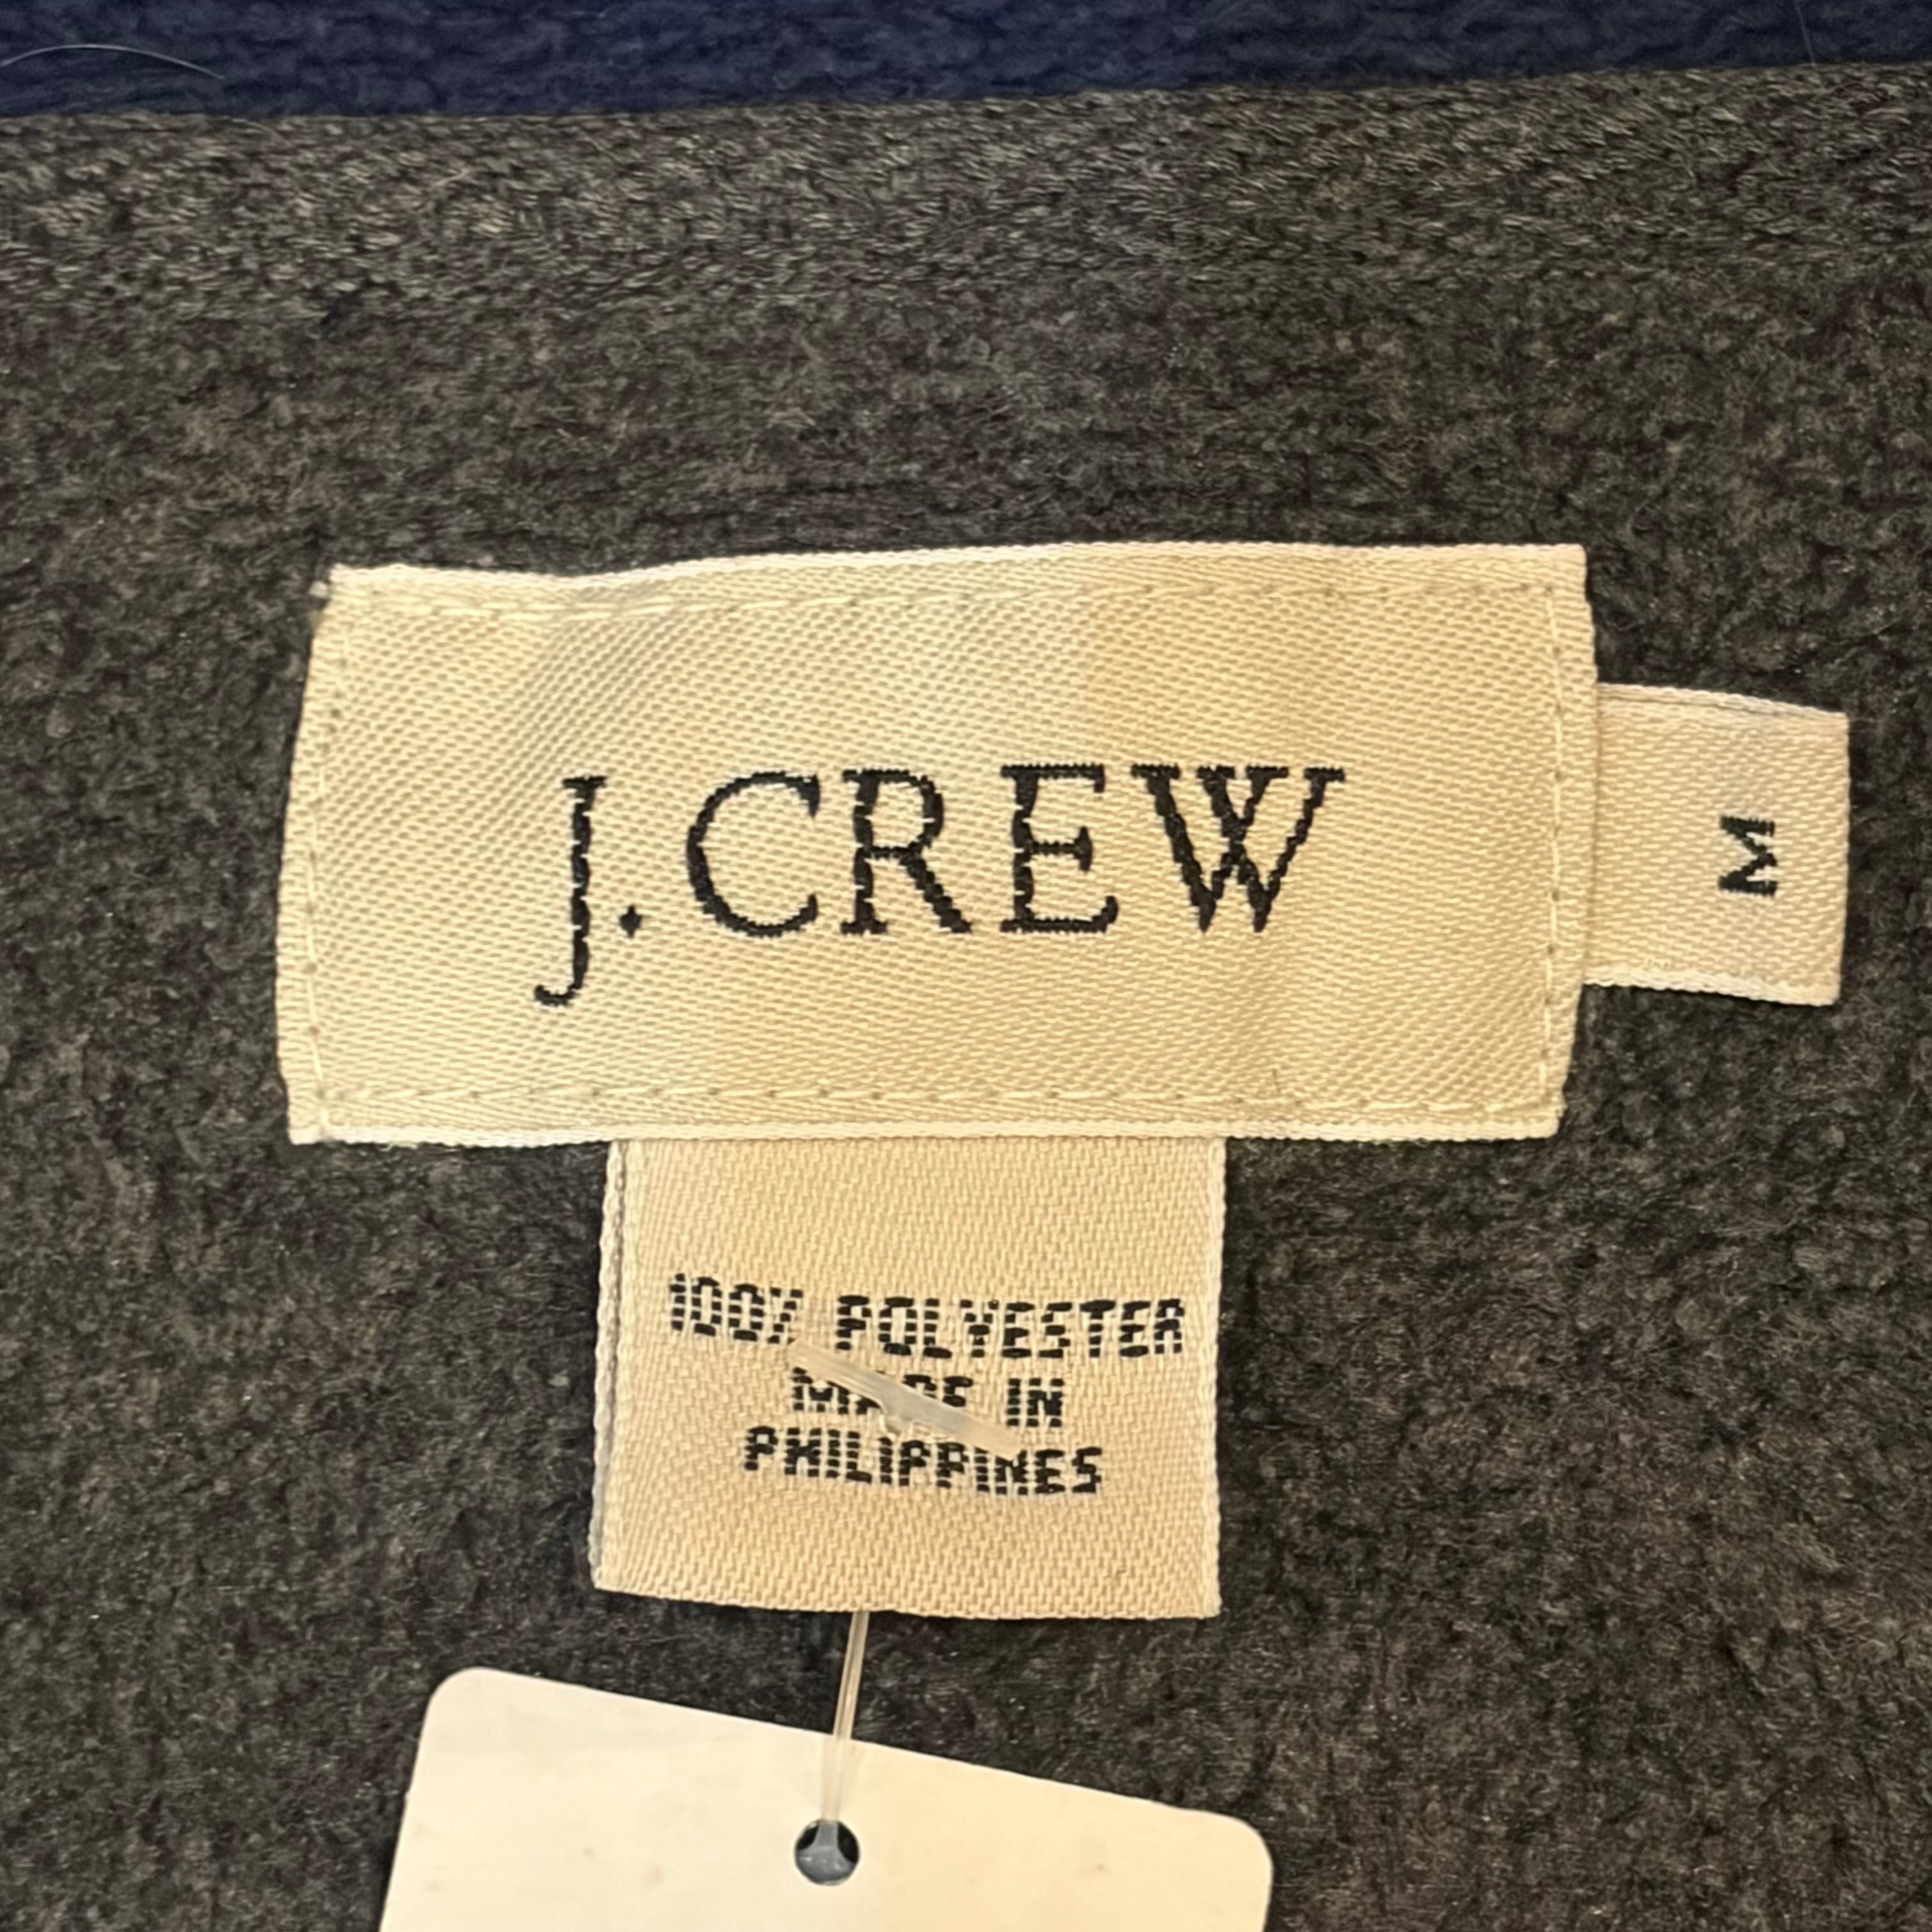 J.CREW
M
100% POLYESTER
MADE IN
PHILIPPINES